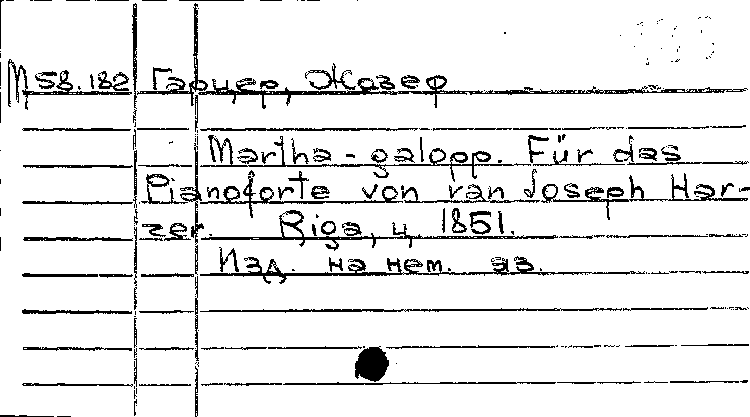 М 58.182 Гарцер, Жозеф
Martha-galopp. Für das
Pianoforte von van Joseph Har-
zer. Riga, ц. 1851.
Изд. на нем. яз.